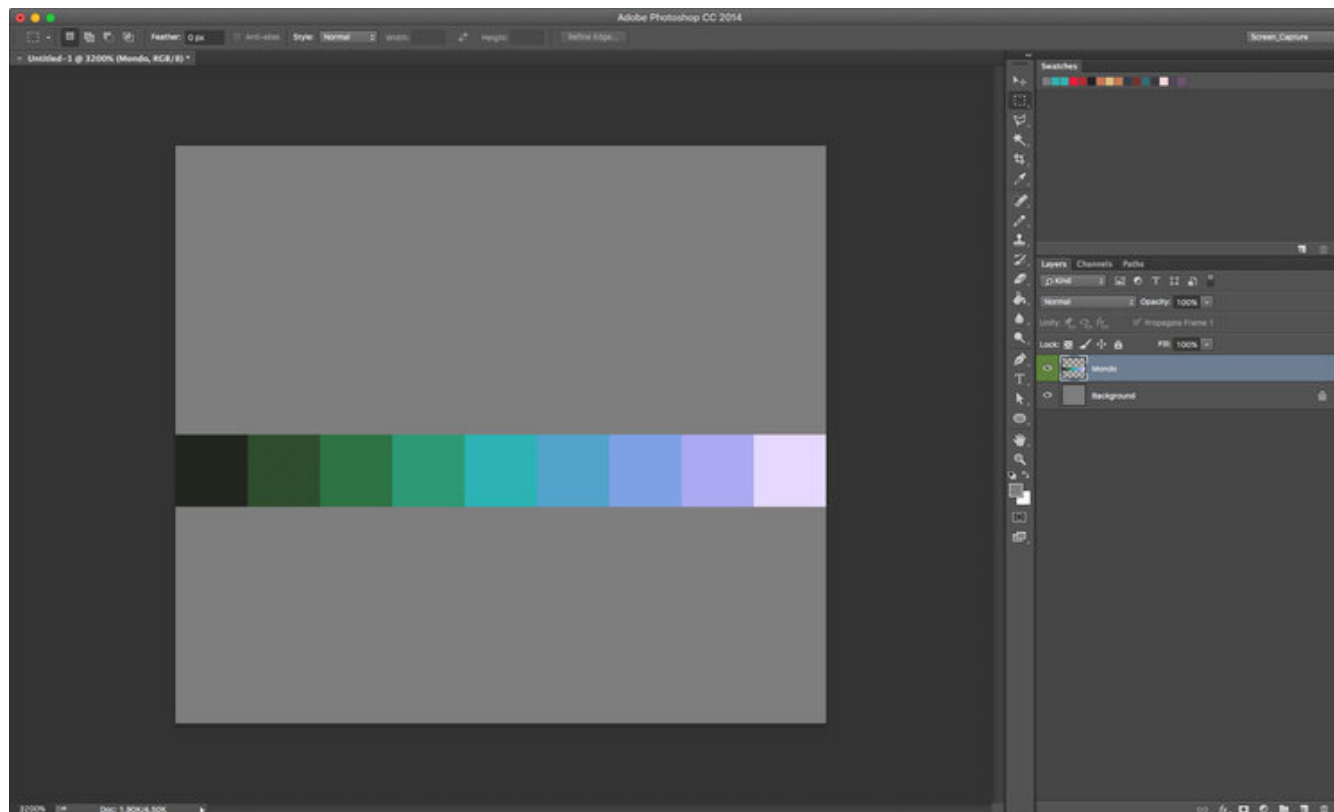 Adobe Photoshop CC 2014
Feather: 0 px Anti-alias Style: Normal Width: Height: Refine Edge... Screen_Capture
× Untitled-1 @ 3200% (Mondo, RGB/8) *
Swatches
Layers Channels Paths
Kind
Normal Opacity: 100%
Unify: Propagate Frame 1
Lock: Fill: 100%
Mondo
Background
3200% Doc: 1.90K/4.50K